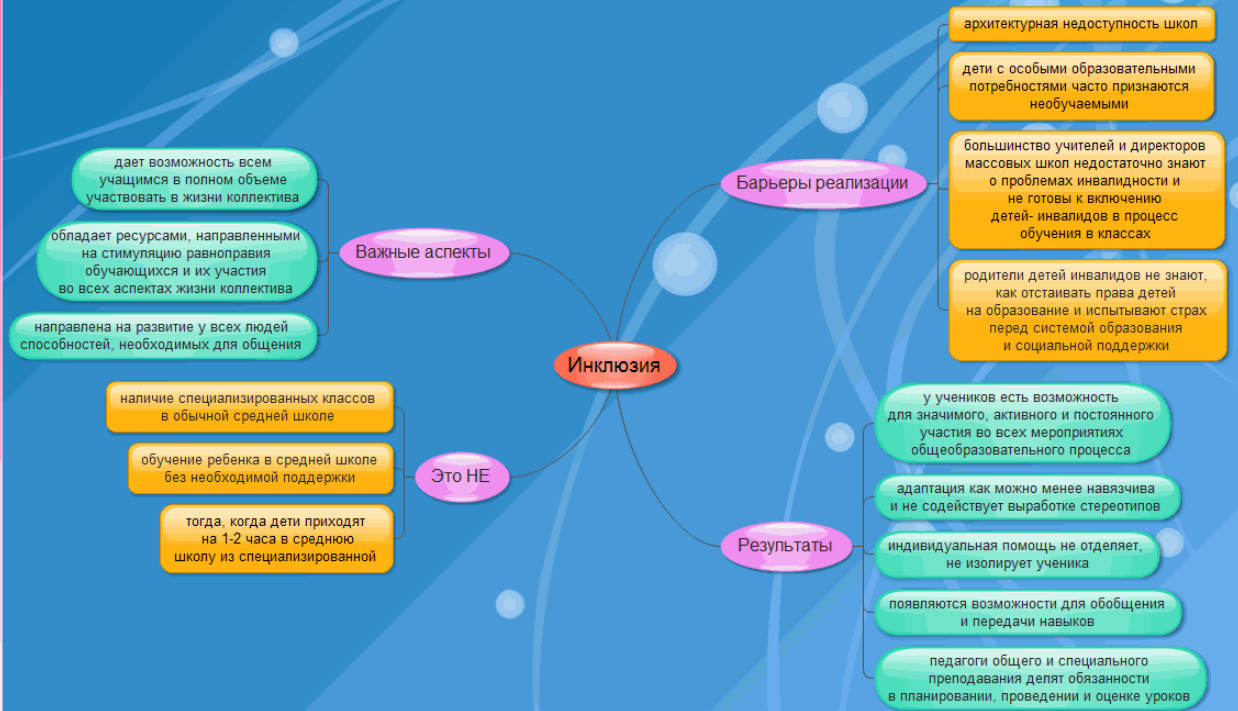 Инклюзия
Важные аспекты
дает возможность всем
учащимся в полном объеме
участвовать в жизни коллектива
обладает ресурсами, направленными
на стимуляцию равноправия
обучающихся и их участия
во всех аспектах жизни коллектива
направлена на развитие у всех людей
способностей, необходимых для общения
Это НЕ
наличие специализированных классов
в обычной средней школе
обучение ребенка в средней школе
без необходимой поддержки
тогда, когда дети приходят
на 1-2 часа в среднюю
школу из специализированной
Барьеры реализации
архитектурная недоступность школ
дети с особыми образовательными
потребностями часто признаются
необучаемыми
большинство учителей и директоров
массовых школ недостаточно знают
о проблемах инвалидности и
не готовы к включению
детей- инвалидов в процесс
обучения в классах
родители детей инвалидов не знают,
как отстаивать права детей
на образование и испытывают страх
перед системой образования
и социальной поддержки
Результаты
у учеников есть возможность
для значимого, активного и постоянного
участия во всех мероприятиях
общеобразовательного процесса
адаптация как можно менее навязчива
и не содействует выработке стереотипов
индивидуальная помощь не отделяет,
не изолирует ученика
появляются возможности для обобщения
и передачи навыков
педагоги общего и специального
преподавания делят обязанности
в планировании, проведении и оценке уроков